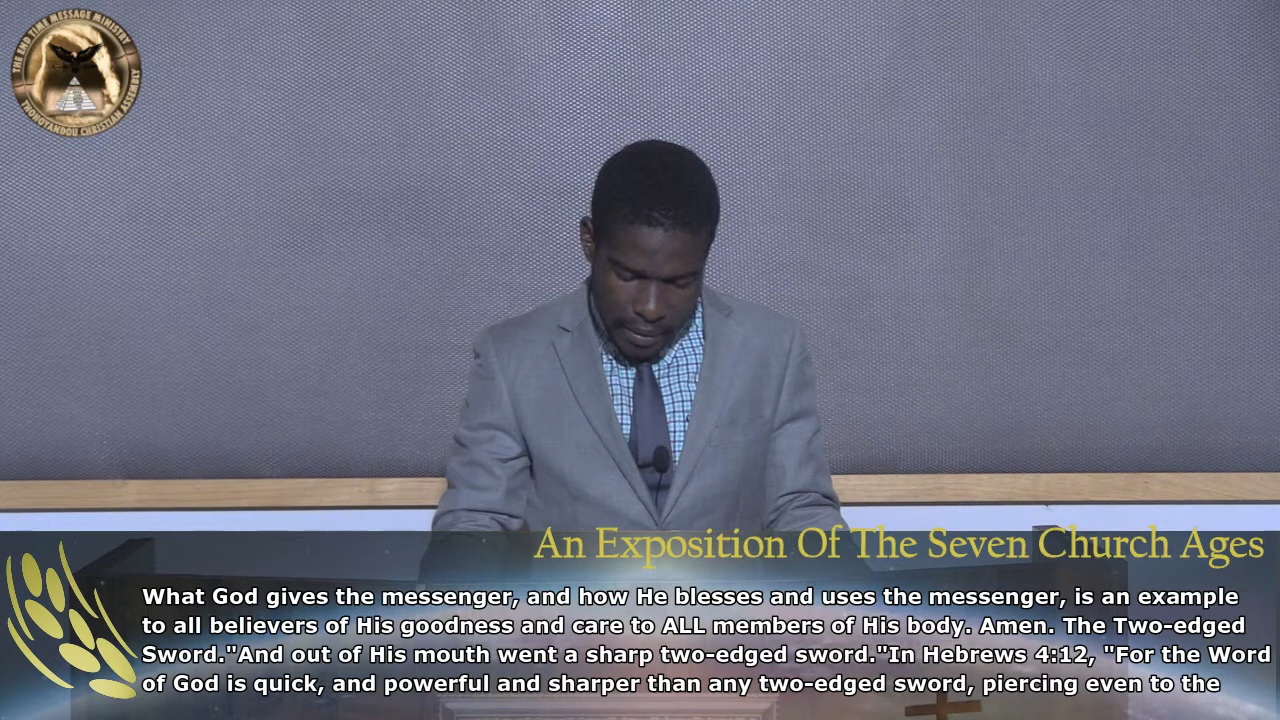 THE END TIME MESSAGE MINISTRY
THOHOYANDOU CHRISTIAN ASSEMBLY
An Exposition Of The Seven Church Ages
What God gives the messenger, and how He blesses and uses the messenger, is an example
to all believers of His goodness and care to ALL members of His body. Amen. The Two-edged
Sword."And out of His mouth went a sharp two-edged sword."In Hebrews 4:12, "For the Word
of God is quick, and powerful and sharper than any two-edged sword, piercing even to the